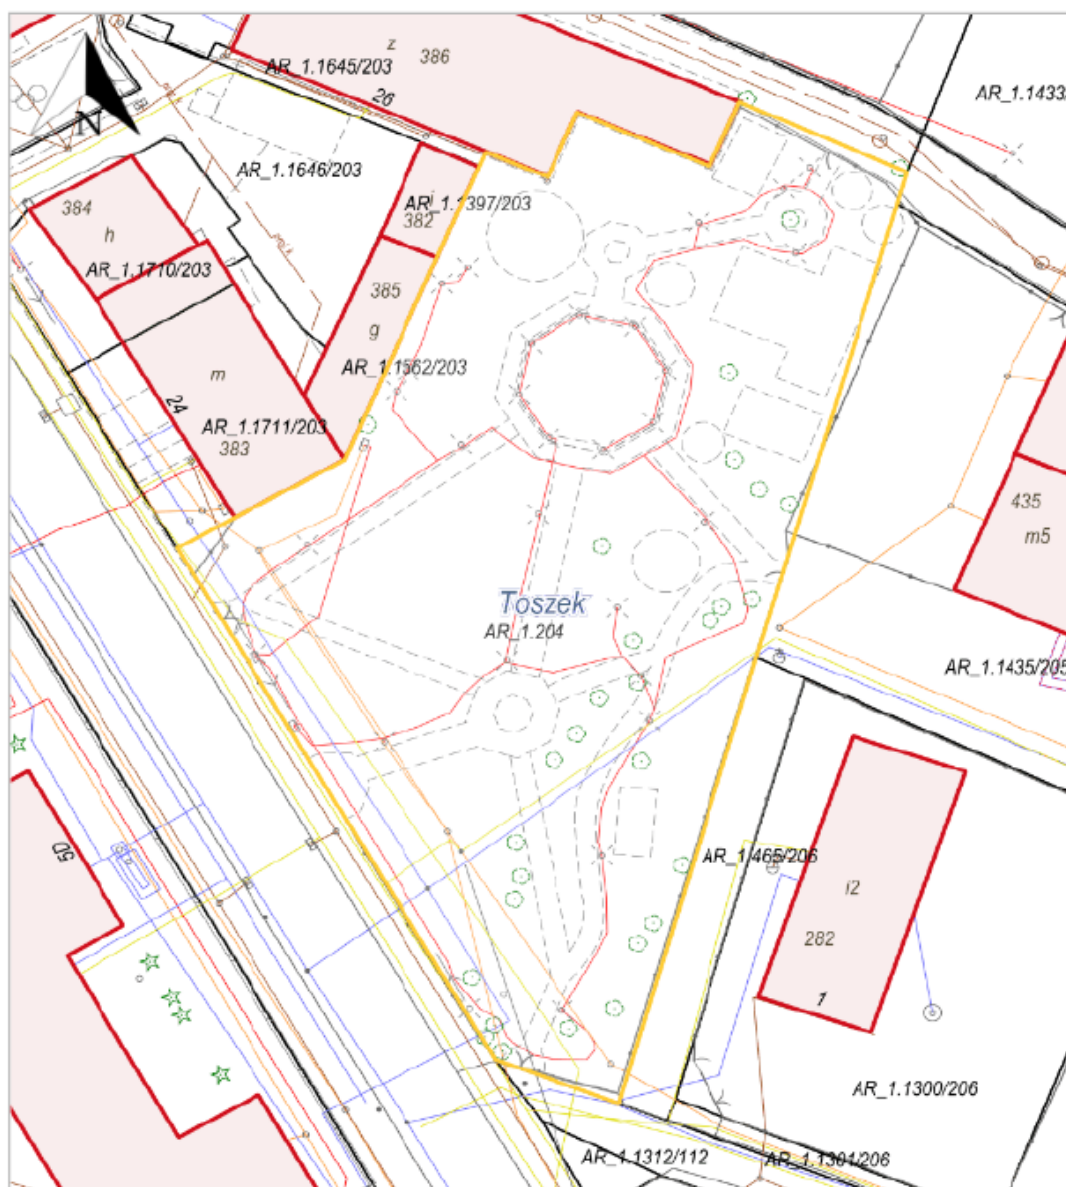 z
386
AR_1.1645/203
26
AR_1.1433
N
AR_1.1646/203
i
AR_1.1397/203
382
384
h
AR_1.1710/203
385
g
AR_1.1562/203
m
24
AR_1.1711/203
383
435
m5
Toszek
AR_1.204
AR_1.1435/205
5D
AR_1.465/206
i2
282
1
AR_1.1300/206
AR_1.1312/112
AR_1.1301/206